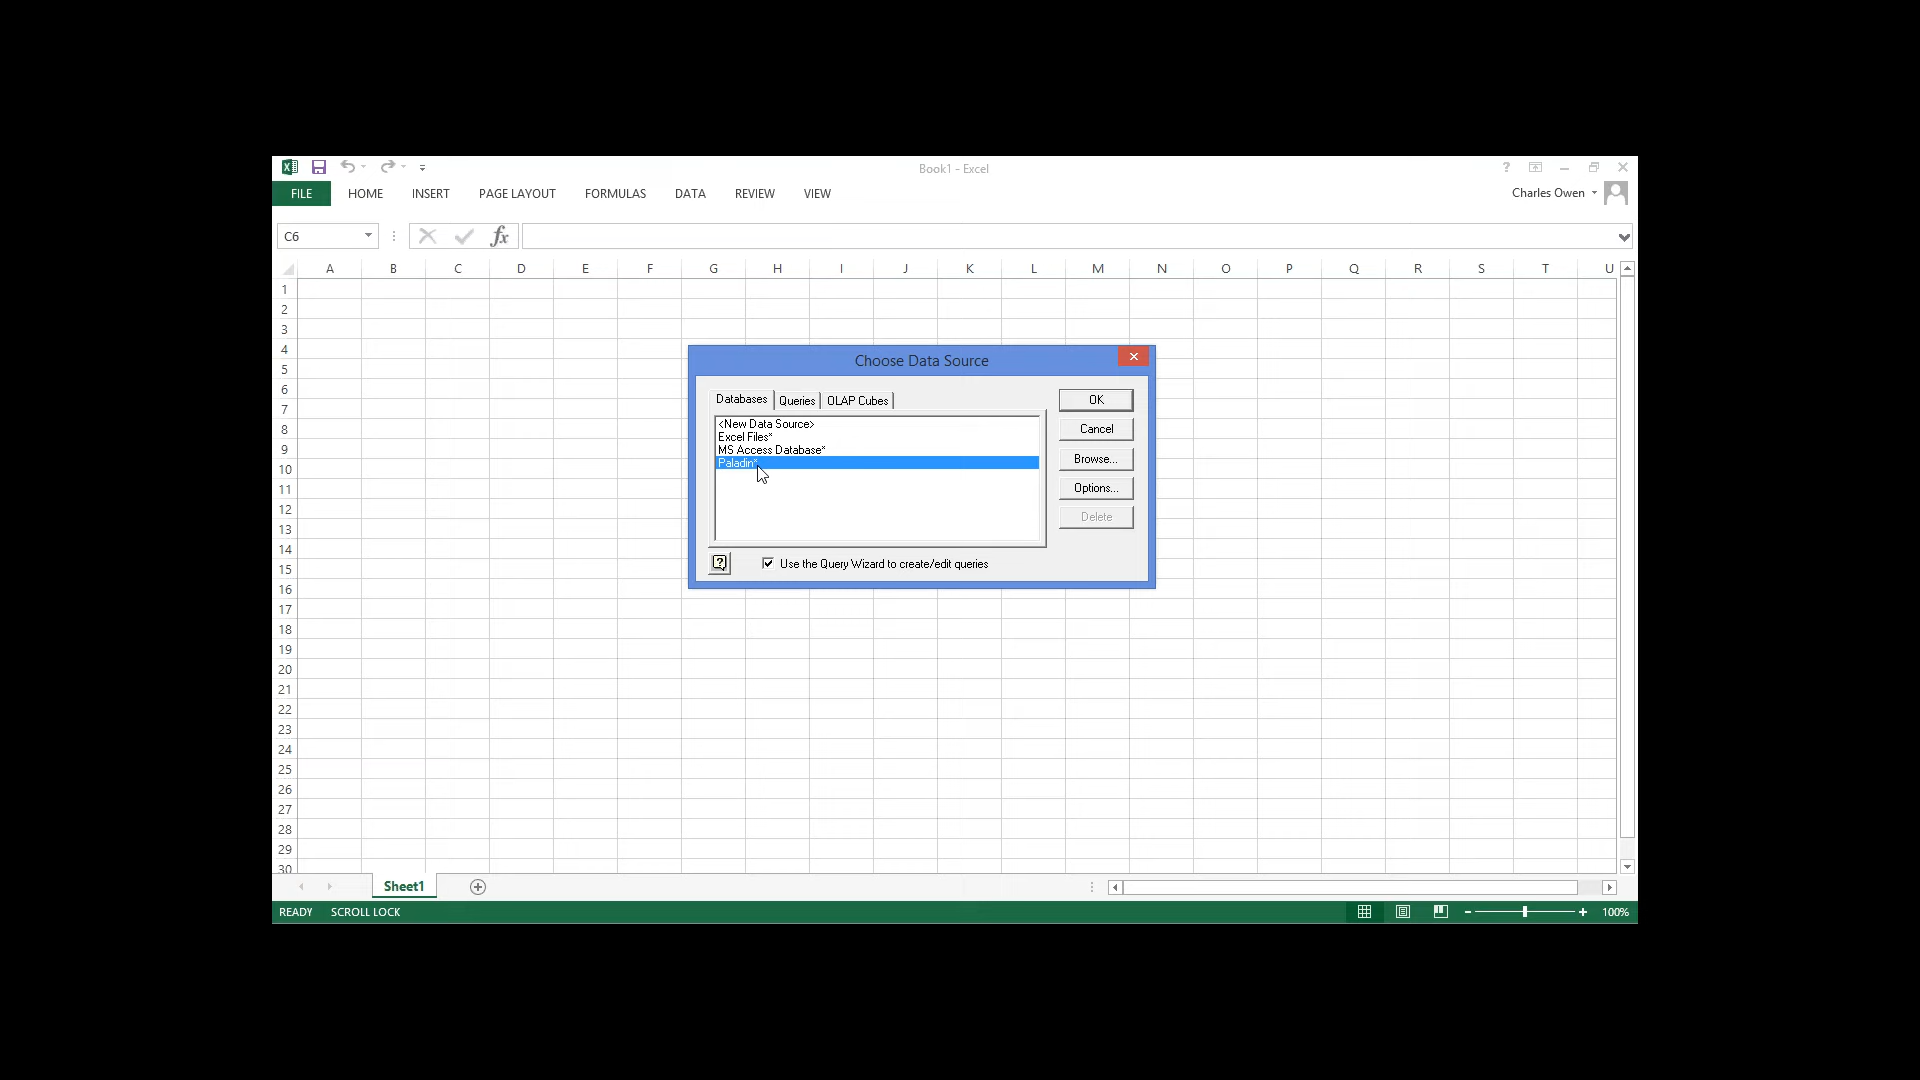 Book1 - Excel
?
FILE HOME INSERT PAGE LAYOUT FORMULAS DATA REVIEW VIEW Charles Owen
C6 fx
A B C D E F G H I J K L M N O P Q R S T U
1
2
3
4
5
6
7
8
9
10
11
12
13
14
15
16
17
18
19
20
21
22
23
24
25
26
27
28
29
30
Choose Data Source
Databases Queries OLAP Cubes
<New Data Source>
Excel Files*
MS Access Database*
Paladin*
OK
Cancel
Browse...
Options...
Delete
? Use the Query Wizard to create/edit queries
Sheet1
READY SCROLL LOCK 100%